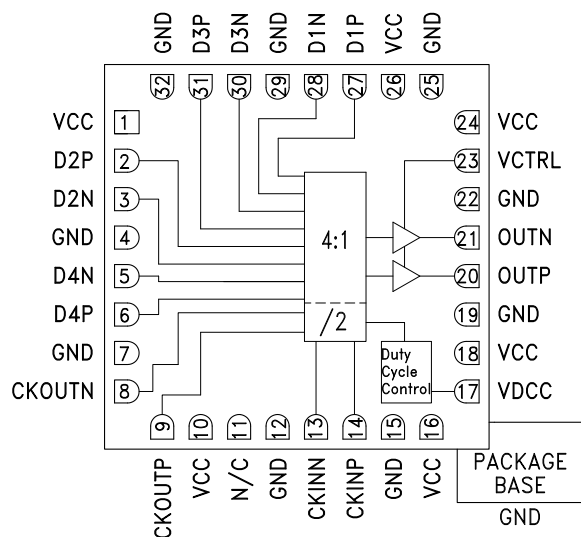 GND D3P D3N GND D1N D1P VCC GND
32 31 30 29 28 27 26 25
VCC 1
D2P 2
D2N 3
GND 4
D4N 5
D4P 6
GND 7
CKOUTN 8
4:1
/2
Duty
Cycle
Control
24 VCC
23 VCTRL
22 GND
21 OUTN
20 OUTP
19 GND
18 VCC
17 VDCC
9 10 11 12 13 14 15 16
CKOUTP VCC N/C GND CKINN CKINP GND VCC
PACKAGE
BASE
GND